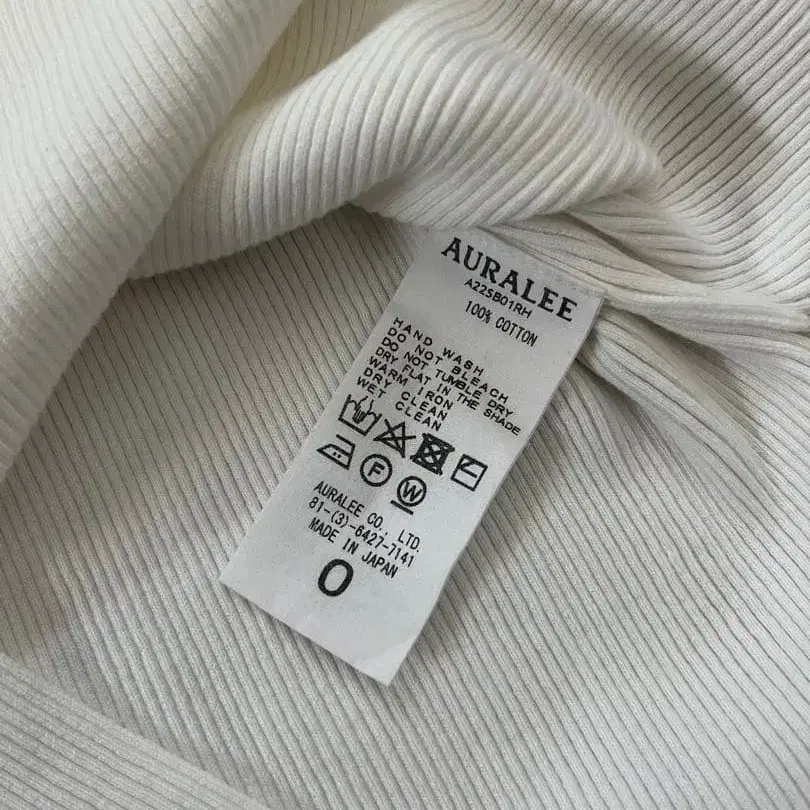 AURALEE
A22SB01RH
100% COTTON
HAND WASH
DO NOT BLEACH
DO NOT TUMBLE DRY
DRY FLAT IN THE SHADE
WARM IRON
DRY CLEAN
WET CLEAN
F
W
AURALEE CO., LTD.
81-(3)-6427-7141
MADE IN JAPAN
0